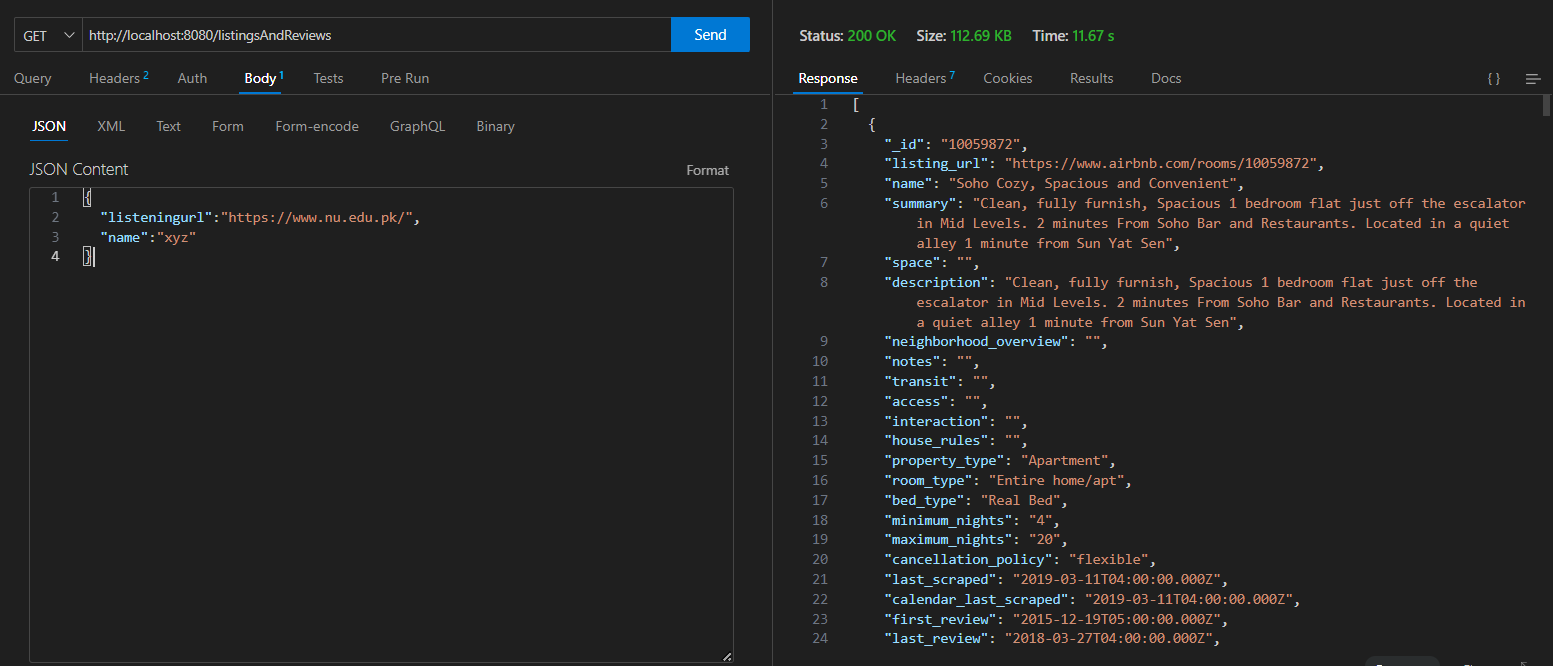 GET http://localhost:8080/listingsAndReviews Send
Query Headers 2 Auth Body 1 Tests Pre Run
JSON XML Text Form Form-encode GraphQL Binary
JSON Content Format
1 {
2 "listeningurl":"https://www.nu.edu.pk/",
3 "name":"xyz"
4 }
Status: 200 OK Size: 112.69 KB Time: 11.67 s
Response Headers 7 Cookies Results Docs { }
1 [
2 {
3 "_id": "10059872",
4 "listing_url": "https://www.airbnb.com/rooms/10059872",
5 "name": "Soho Cozy, Spacious and Convenient",
6 "summary": "Clean, fully furnish, Spacious 1 bedroom flat just off the escalator
in Mid Levels. 2 minutes From Soho Bar and Restaurants. Located in a quiet
alley 1 minute from Sun Yat Sen",
7 "space": "",
8 "description": "Clean, fully furnish, Spacious 1 bedroom flat just off the
escalator in Mid Levels. 2 minutes From Soho Bar and Restaurants. Located in
a quiet alley 1 minute from Sun Yat Sen",
9 "neighborhood_overview": "",
10 "notes": "",
11 "transit": "",
12 "access": "",
13 "interaction": "",
14 "house_rules": "",
15 "property_type": "Apartment",
16 "room_type": "Entire home/apt",
17 "bed_type": "Real Bed",
18 "minimum_nights": "4",
19 "maximum_nights": "20",
20 "cancellation_policy": "flexible",
21 "last_scraped": "2019-03-11T04:00:00.000Z",
22 "calendar_last_scraped": "2019-03-11T04:00:00.000Z",
23 "first_review": "2015-12-19T05:00:00.000Z",
24 "last_review": "2018-03-27T04:00:00.000Z",